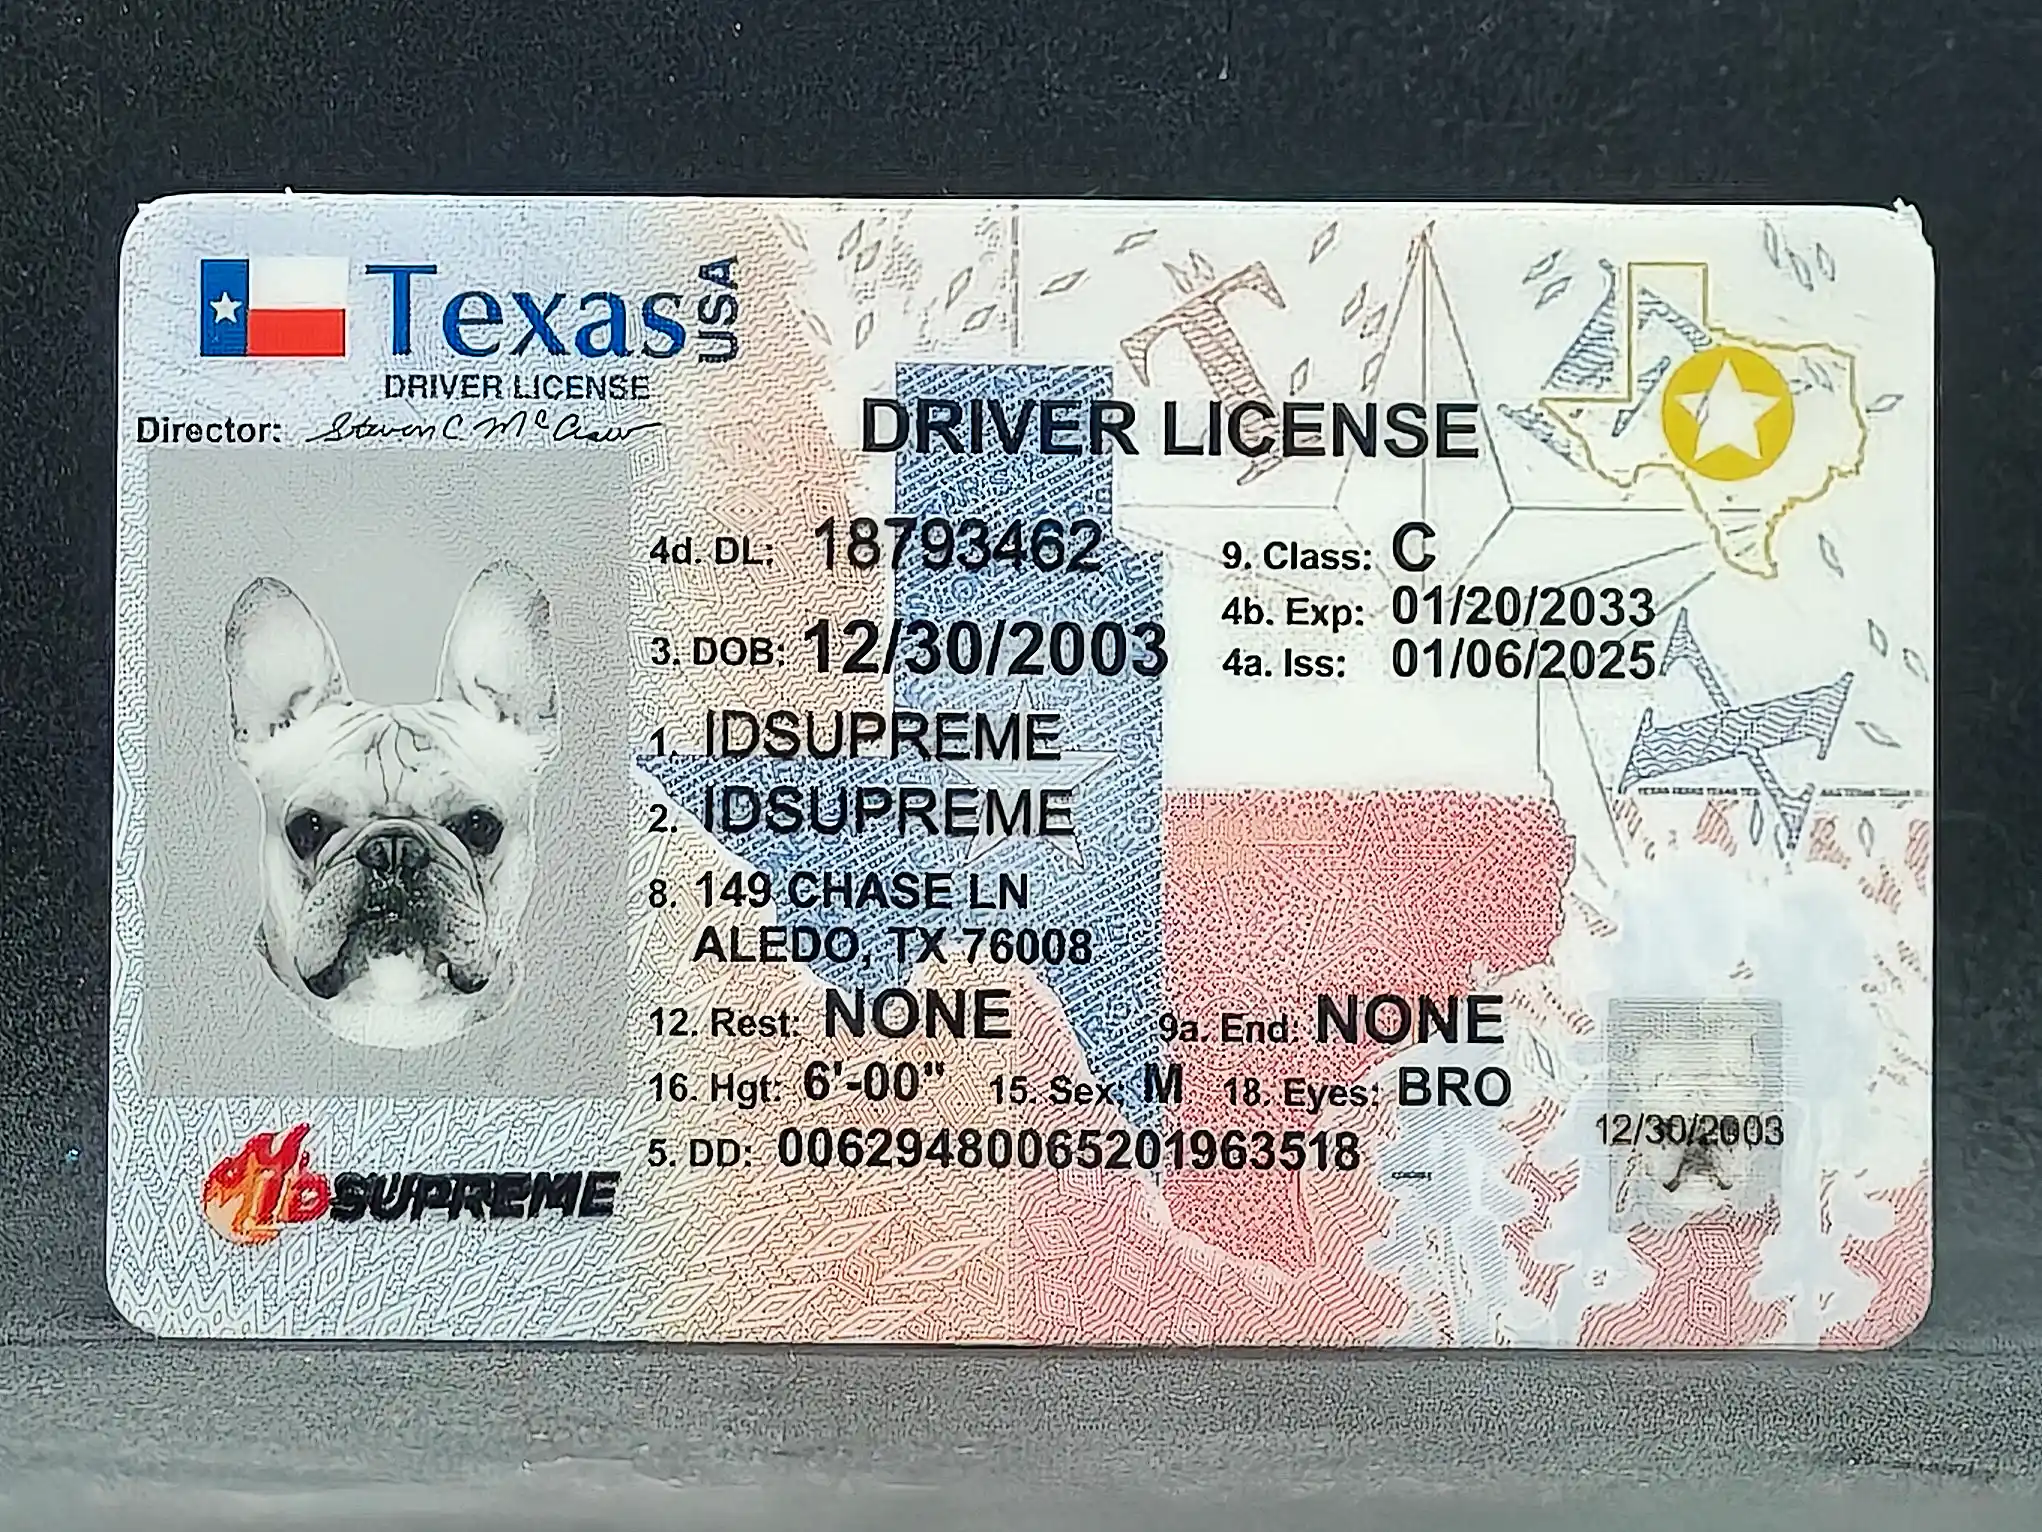 Texas USA
DRIVER LICENSE
Director: Steven C McCraw
DRIVER LICENSE
4d. DL: 18793462
9. Class: C
4b. Exp: 01/20/2033
3. DOB: 12/30/2003
4a. Iss: 01/06/2025
1. IDSUPREME
2. IDSUPREME
8. 149 CHASE LN
ALEDO, TX 76008
12. Rest: NONE
9a. End: NONE
16. Hgt: 6'-00" 15. Sex: M 18. Eyes: BRO
12/30/2003
5. DD: 00629480065201963518
IDSUPREME